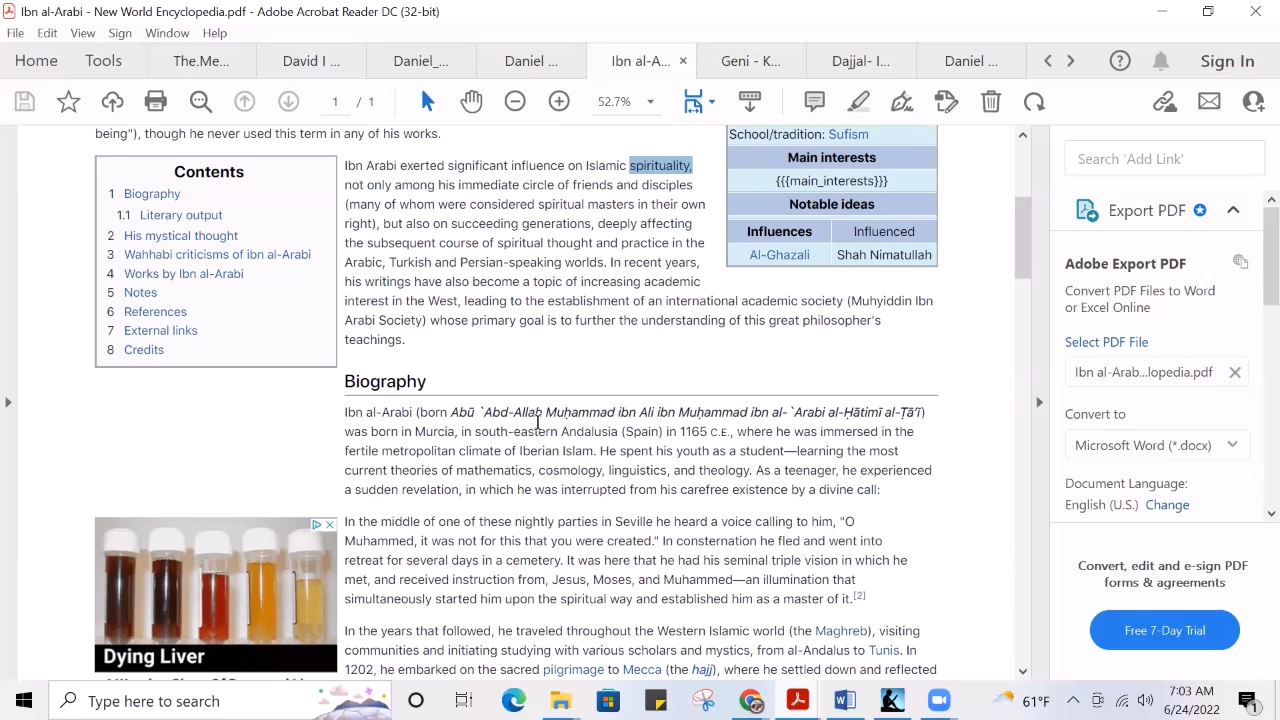 Ibn al-Arabi - New World Encyclopedia.pdf - Adobe Acrobat Reader DC (32-bit)
File Edit View Sign Window Help
Home Tools The.Me... David I ... Daniel_... Daniel ... Ibn al-A... × Geni - K... Dajjal- I... Daniel ... Sign In
1 / 1 52.7%
being"), though he never used this term in any of his works.
Contents
1 Biography
1.1 Literary output
2 His mystical thought
3 Wahhabi criticisms of ibn al-Arabi
4 Works by Ibn al-Arabi
5 Notes
6 References
7 External links
8 Credits
Ibn Arabi exerted significant influence on Islamic spirituality,
not only among his immediate circle of friends and disciples
(many of whom were considered spiritual masters in their own
right), but also on succeeding generations, deeply affecting
the subsequent course of spiritual thought and practice in the
Arabic, Turkish and Persian-speaking worlds. In recent years,
his writings have also become a topic of increasing academic
interest in the West, leading to the establishment of an international academic society (Muhyiddin Ibn
Arabi Society) whose primary goal is to further the understanding of this great philosopher's
teachings.
School/tradition: Sufism
Main interests
{{{main_interests}}}
Notable ideas
Influences Influenced
Al-Ghazali Shah Nimatullah
Biography
Ibn al-Arabi (born Abū `Abd-Allah Muḥammad ibn Ali ibn Muḥammad ibn al-`Arabi al-Ḥātimī al-Ṭā'ī)
was born in Murcia, in south-eastern Andalusia (Spain) in 1165 C.E., where he was immersed in the
fertile metropolitan climate of Iberian Islam. He spent his youth as a student—learning the most
current theories of mathematics, cosmology, linguistics, and theology. As a teenager, he experienced
a sudden revelation, in which he was interrupted from his carefree existence by a divine call:
In the middle of one of these nightly parties in Seville he heard a voice calling to him, "O
Muhammed, it was not for this that you were created." In consternation he fled and went into
retreat for several days in a cemetery. It was here that he had his seminal triple vision in which he
met, and received instruction from, Jesus, Moses, and Muhammed—an illumination that
simultaneously started him upon the spiritual way and established him as a master of it.[2]
In the years that followed, he traveled throughout the Western Islamic world (the Maghreb), visiting
communities and initiating studying with various scholars and mystics, from al-Andalus to Tunis. In
1202, he embarked on the sacred pilgrimage to Mecca (the hajj), where he settled down and reflected
Dying Liver
Search 'Add Link'
Export PDF
Adobe Export PDF
Convert PDF Files to Word
or Excel Online
Select PDF File
Ibn al-Arab...lopedia.pdf
Convert to
Microsoft Word (*.docx)
Document Language:
English (U.S.) Change
Convert, edit and e-sign PDF
forms & agreements
Free 7-Day Trial
Type here to search
61°F
7:03 AM
6/24/2022
1